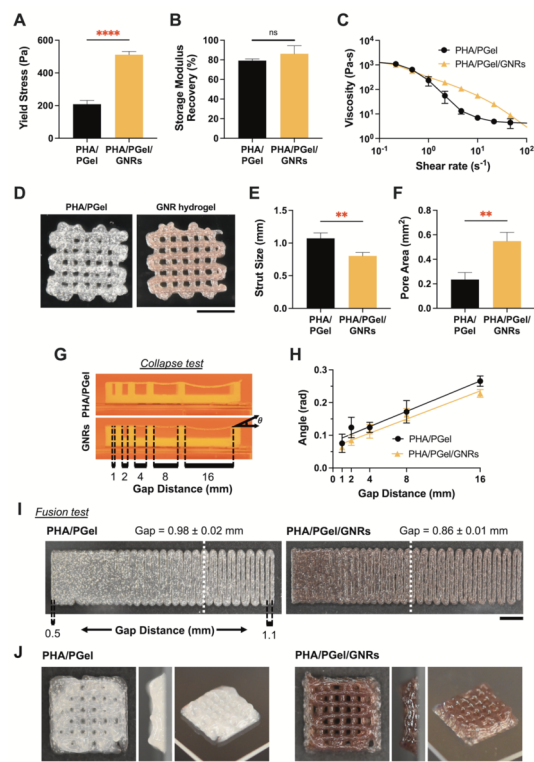 A
Yield Stress (Pa)
600
400
200
0
****
PHA/
PGel
PHA/PGel/
GNRs
B
Storage Modulus
Recovery (%)
100
80
60
40
20
0
ns
PHA/
PGel
PHA/PGel/
GNRs
C
Viscosity (Pa-s)
10⁴
10³
10²
10¹
10⁰
PHA/PGel
PHA/PGel/GNRs
10⁻¹ 10⁰ 10¹ 10²
Shear rate (s⁻¹)
D
PHA/PGel
GNR hydrogel
E
Strut Size (mm)
1.5
1.0
0.5
0.0
**
PHA/
PGel
PHA/PGel/
GNRs
F
Pore Area (mm²)
0.8
0.6
0.4
0.2
0.0
**
PHA/
PGel
PHA/PGel/
GNRs
G
Collapse test
PHA/PGel
GNRs
θ
1 2 4 8 16
Gap Distance (mm)
H
Angle (rad)
0.3
0.2
0.1
0.0
PHA/PGel
PHA/PGel/GNRs
0 1 2 4 8 16
Gap Distance (mm)
I
Fusion test
PHA/PGel
Gap = 0.98 ± 0.02 mm
PHA/PGel/GNRs
Gap = 0.86 ± 0.01 mm
0.5
Gap Distance (mm)
1.1
J
PHA/PGel
PHA/PGel/GNRs